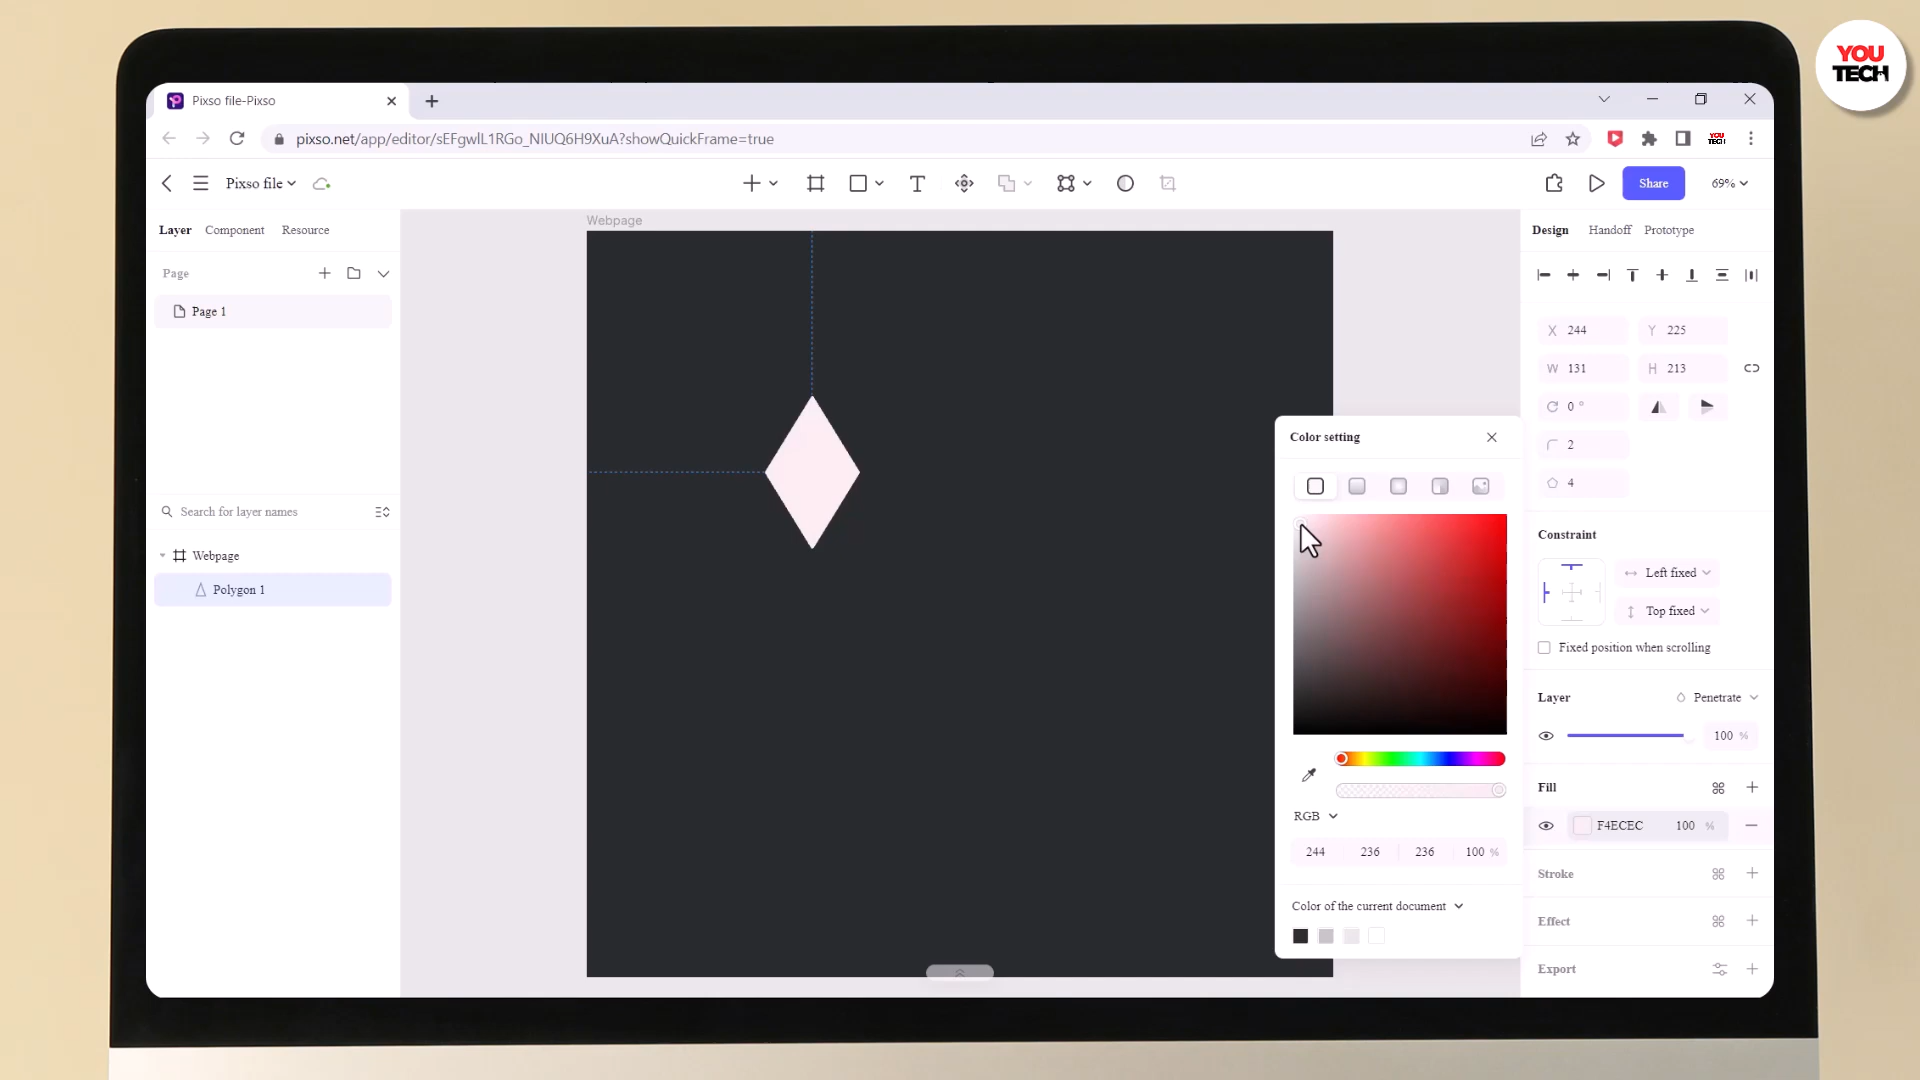 YOU
TECH
Pixso file-Pixso
pixso.net/app/editor/sEFgwlL1RGo_NIUQ6H9XuA?showQuickFrame=true
YOU
TECH
Pixso file
Share
69%
Layer
Component
Resource
Webpage
Design
Handoff
Prototype
Page
Page 1
X 244
Y 225
W 131
H 213
0 °
2
4
Color setting
Search for layer names
Constraint
Webpage
Left fixed
Polygon 1
Top fixed
Fixed position when scrolling
Layer
Penetrate
100 %
Fill
RGB
F4ECEC 100 %
244 236 236 100 %
Stroke
Color of the current document
Effect
Export